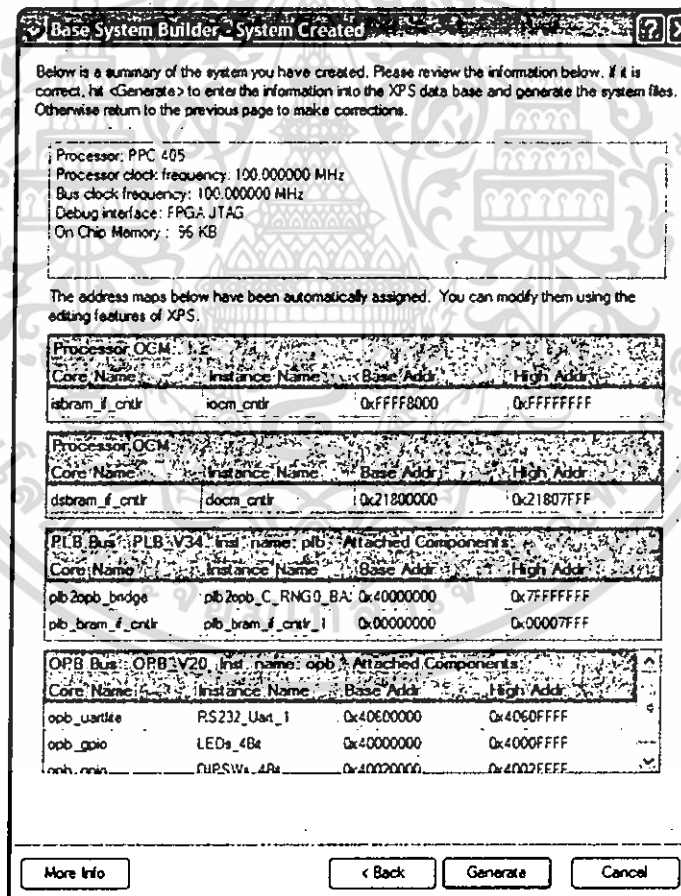 Base System Builder - System Created
Below is a summary of the system you have created. Please review the information below. If it is
correct, hit <Generate> to enter the information into the XPS data base and generate the system files.
Otherwise return to the previous page to make corrections.
Processor: PPC 405
Processor clock frequency: 100.000000 MHz
Bus clock frequency: 100.000000 MHz
Debug interface: FPGA JTAG
On Chip Memory : 96 KB
The address maps below have been automatically assigned. You can modify them using the
editing features of XPS.
Processor OCM:
Core Name Instance Name Base Addr High Addr
isbram_if_cntlr iocm_cntlr 0xFFFF8000 0xFFFFFFFF
Processor OCM:
Core Name Instance Name Base Addr High Addr
dsbram_if_cntlr docm_cntlr 0x21800000 0x21807FFF
PLB Bus: PLB_V34 Inst. name: plb Attached Components:
Core Name Instance Name Base Addr High Addr
plb2opb_bridge plb2opb_C_RNG0_BA: 0x40000000 0x7FFFFFFF
plb_bram_if_cntlr plb_bram_if_cntlr_1 0x00000000 0x00007FFF
OPB Bus: OPB_V20 Inst. name: opb Attached Components:
Core Name Instance Name Base Addr High Addr
opb_uartlite RS232_Uart_1 0x40600000 0x4060FFFF
opb_gpio LEDs_4Bit 0x40000000 0x4000FFFF
opb_gpio DIPSWs_4Bit 0x40020000 0x4002FFFF
More Info < Back Generate Cancel